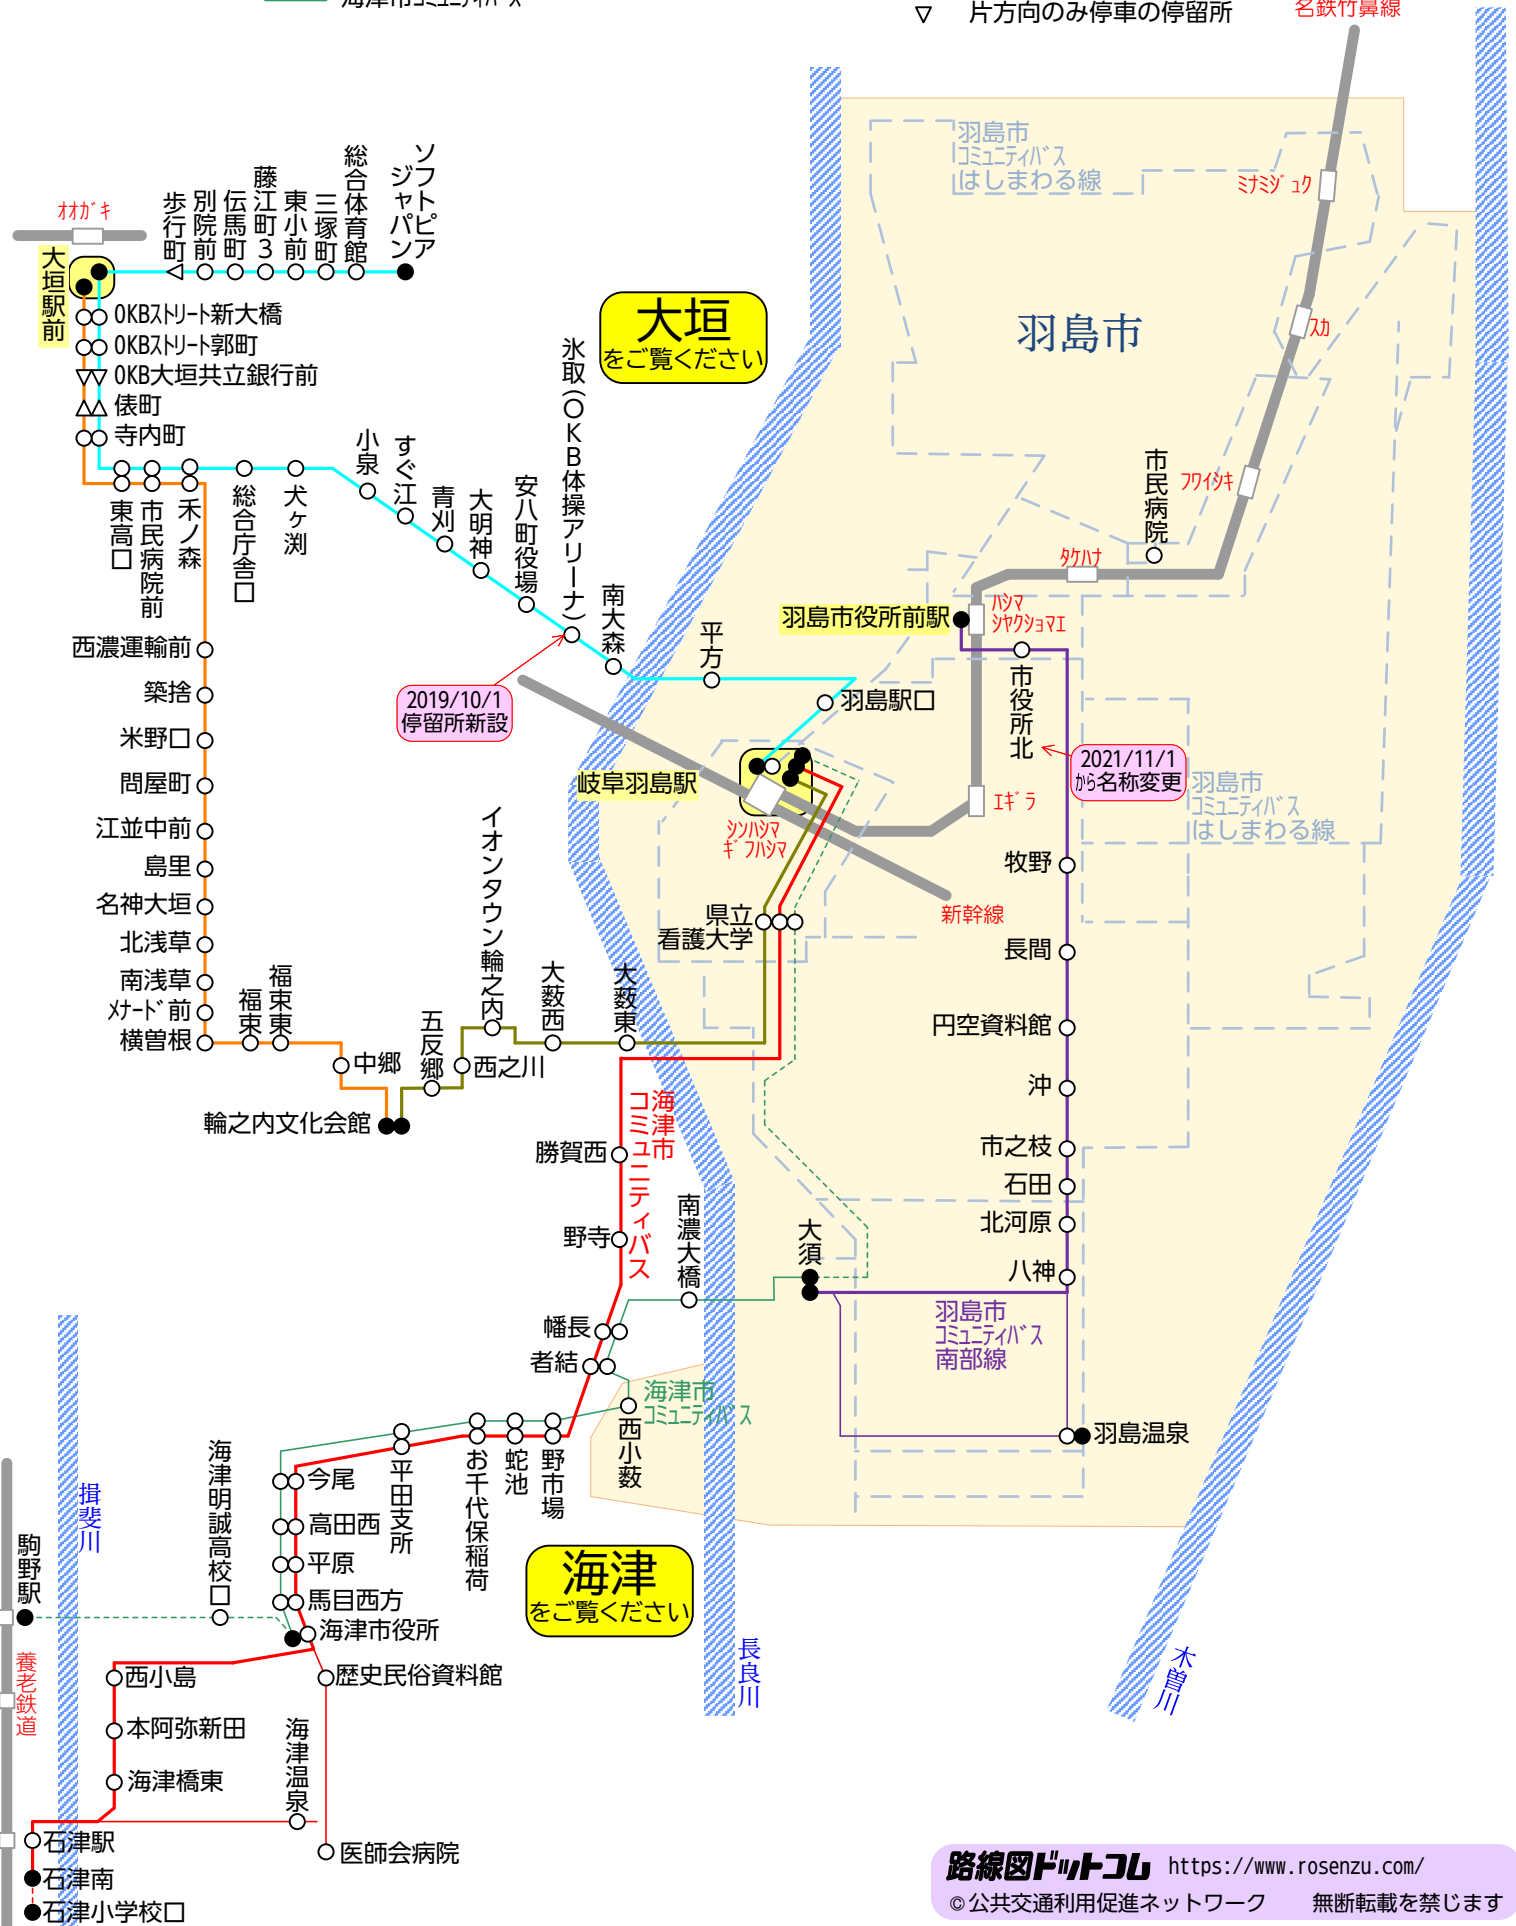 海津市コミュニティバス
▽ 片方向のみ停車の停留所
名鉄竹鼻線
羽島市
コミュニティバス
はしまわる線
ミナミジュク
オオガキ
大垣駅前
歩行町
別院前
伝馬町
藤江町3
東小前
三塚町
総合体育館
ソフトピア
ジャパン
OKBストリート新大橋
OKBストリート郭町
OKB大垣共立銀行前
俵町
寺内町
大垣
をご覧ください
羽島市
スカ
フワイシキ
市民病院
タケハナ
東高口
市民病院前
禾ノ森
総合庁舎口
犬ヶ渕
小泉
すぐ江
青刈
大明神
安八町役場
氷取(OKB体操アリーナ)
南大森
平方
羽島駅口
2019/10/1
停留所新設
羽島市役所前駅
ハシマ
シヤクショマエ
市役所北
2021/11/1
から名称変更
羽島市
コミュニティバス
はしまわる線
岐阜羽島駅
シンハシマ
ギフハシマ
エギラ
新幹線
西濃運輸前
築捨
米野口
問屋町
江並中前
島里
名神大垣
北浅草
南浅草
メナード前
横曽根
福束
福束東
中郷
輪之内文化会館
五反郷
西之川
イオンタウン輪之内
大薮西
大薮東
県立
看護大学
牧野
長間
円空資料館
沖
市之枝
石田
北河原
八神
大須
羽島市
コミュニティバス
南部線
羽島温泉
海津市
コミュニティバス
勝賀西
野寺
南濃大橋
幡長
者結
海津市
コミュニティバス
西小薮
野市場
蛇池
お千代保稲荷
平田支所
今尾
高田西
平原
馬目西方
海津市役所
海津明誠高校口
駒野駅
揖斐川
養老鉄道
海津
をご覧ください
長良川
木曽川
歴史民俗資料館
西小島
本阿弥新田
海津橋東
海津温泉
医師会病院
石津駅
石津南
石津小学校口
路線図ドットコム https://www.rosenzu.com/
©公共交通利用促進ネットワーク 無断転載を禁じます